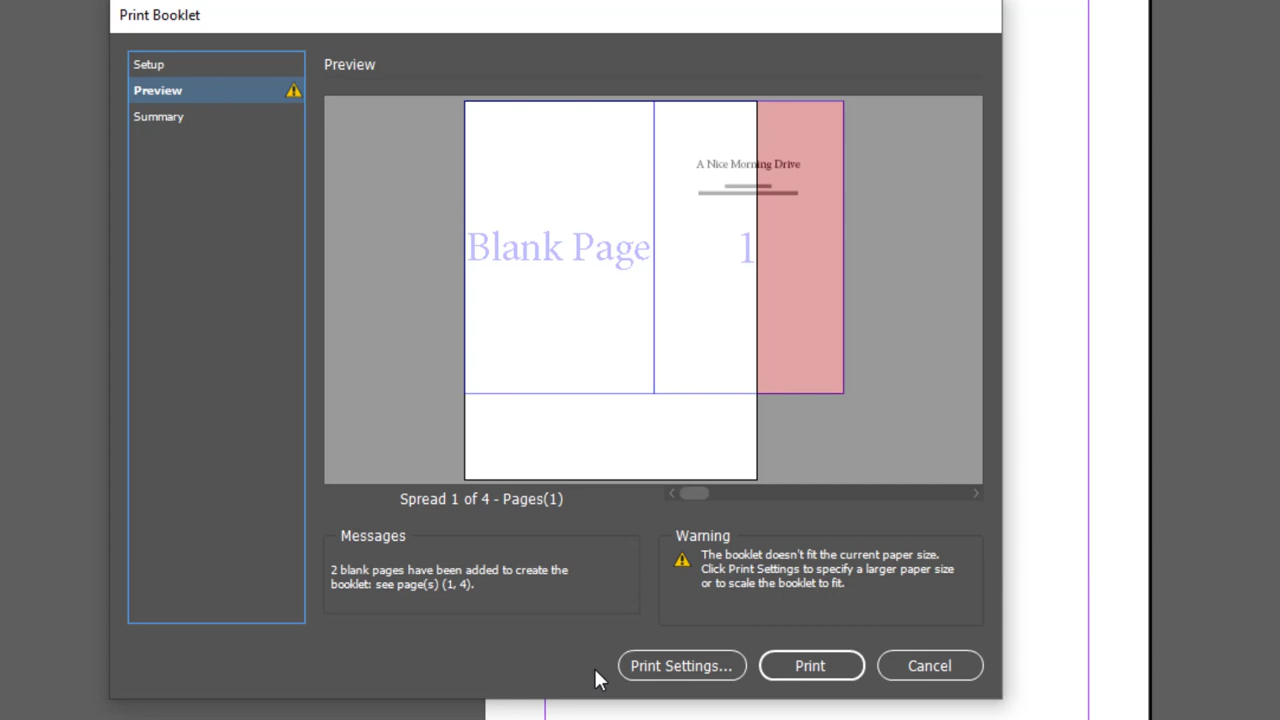 Print Booklet
Setup
Preview
Summary
Preview
A Nice Morning Drive
Blank Page
1
Spread 1 of 4 - Pages(1)
Messages
2 blank pages have been added to create the
booklet: see page(s) (1, 4).
Warning
The booklet doesn't fit the current paper size.
Click Print Settings to specify a larger paper size
or to scale the booklet to fit.
Print Settings...
Print
Cancel